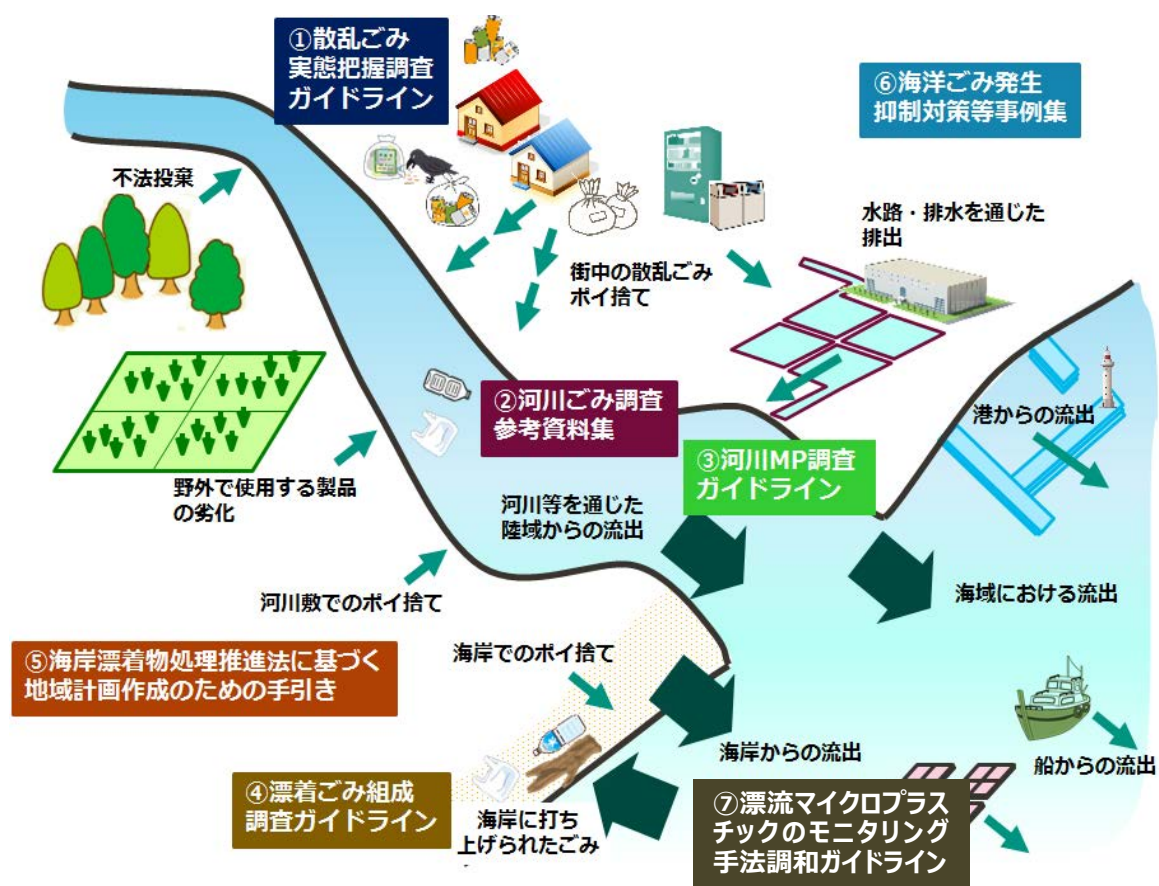 ①散乱ごみ
実態把握調査
ガイドライン
⑥海洋ごみ発生
抑制対策等事例集
不法投棄
水路・排水を通じた
排出
街中の散乱ごみ
ポイ捨て
②河川ごみ調査
参考資料集
港からの流出
③河川MP調査
ガイドライン
野外で使用する製品
の劣化
河川等を通じた
陸域からの流出
河川敷でのポイ捨て
海域における流出
⑤海岸漂着物処理推進法に基づく
地域計画作成のための手引き
海岸でのポイ捨て
海岸からの流出
船からの流出
④漂着ごみ組成
調査ガイドライン
海岸に打ち
上げられたごみ
⑦漂流マイクロプラス
チックのモニタリング
手法調和ガイドライン